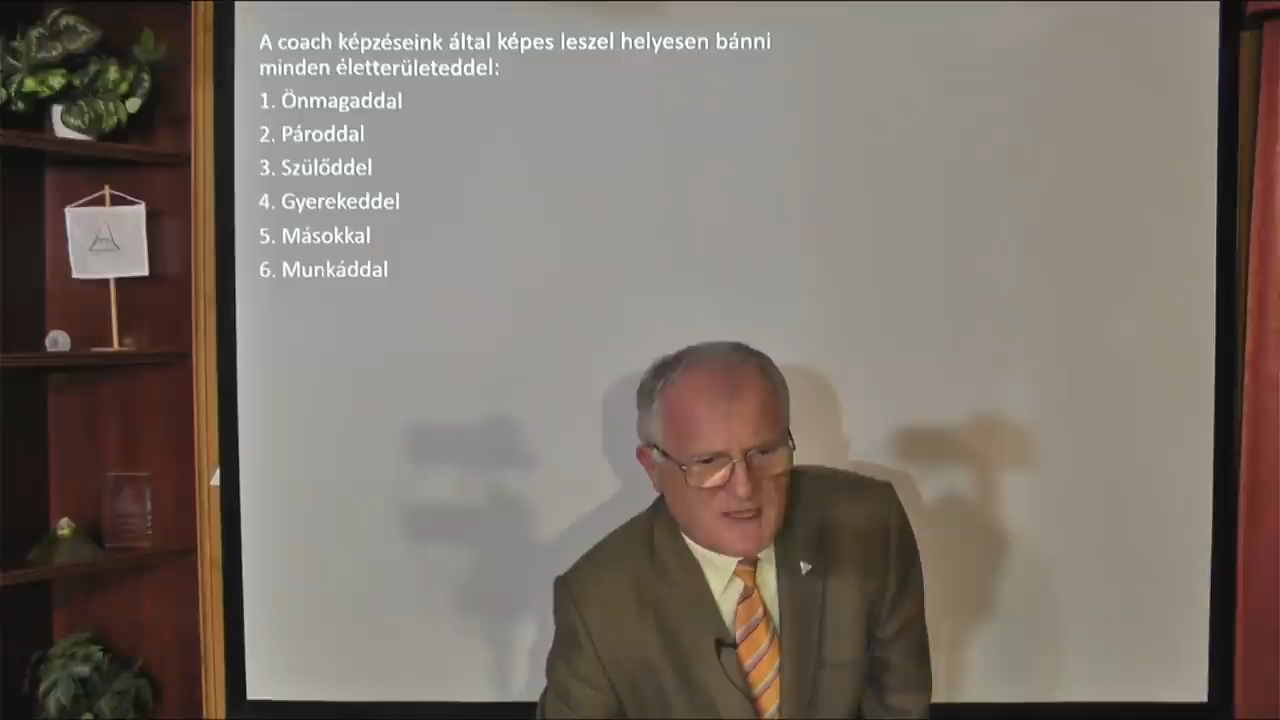 A coach képzéseink által képes leszel helyesen bánni
minden életterületeddel:
1. Önmagaddal
2. Pároddal
3. Szülőddel
4. Gyerekeddel
5. Másokkal
6. Munkáddal